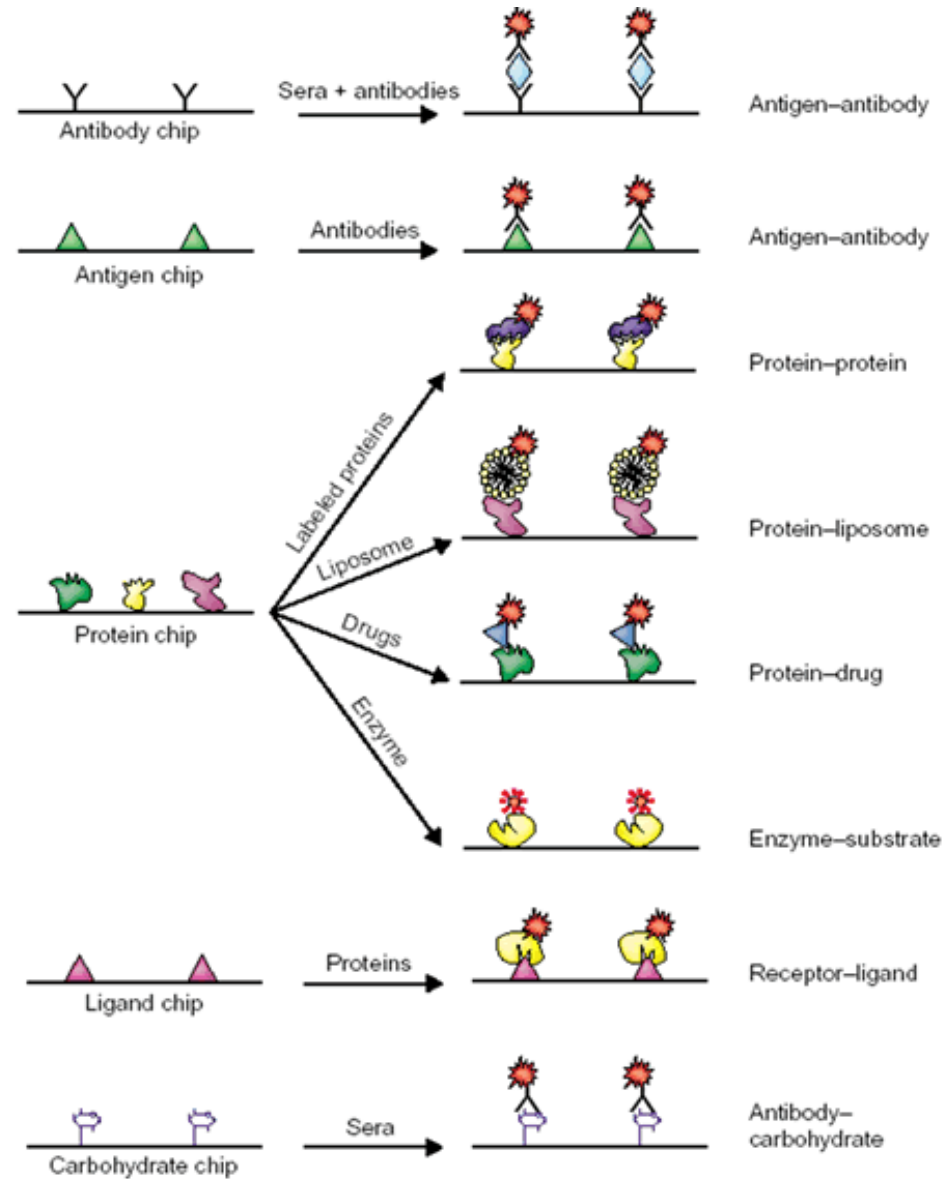 Sera + antibodies
Antibody chip
Antigen–antibody
Antibodies
Antigen chip
Antigen–antibody
Labeled proteins
Protein–protein
Liposome
Protein–liposome
Protein chip
Drugs
Protein–drug
Enzyme
Enzyme–substrate
Proteins
Ligand chip
Receptor–ligand
Sera
Carbohydrate chip
Antibody–
carbohydrate